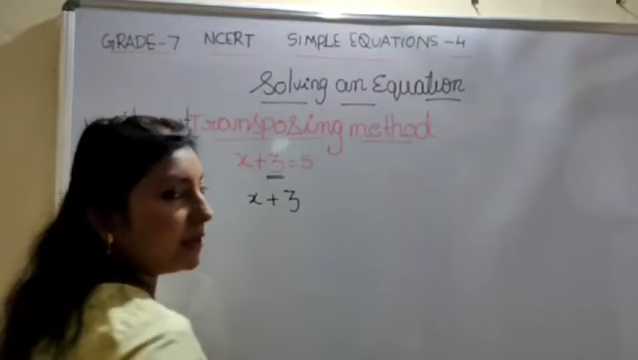 GRADE-7 NCERT SIMPLE EQUATIONS-4
Solving an Equation
Transposing method
x+3=5
x+3